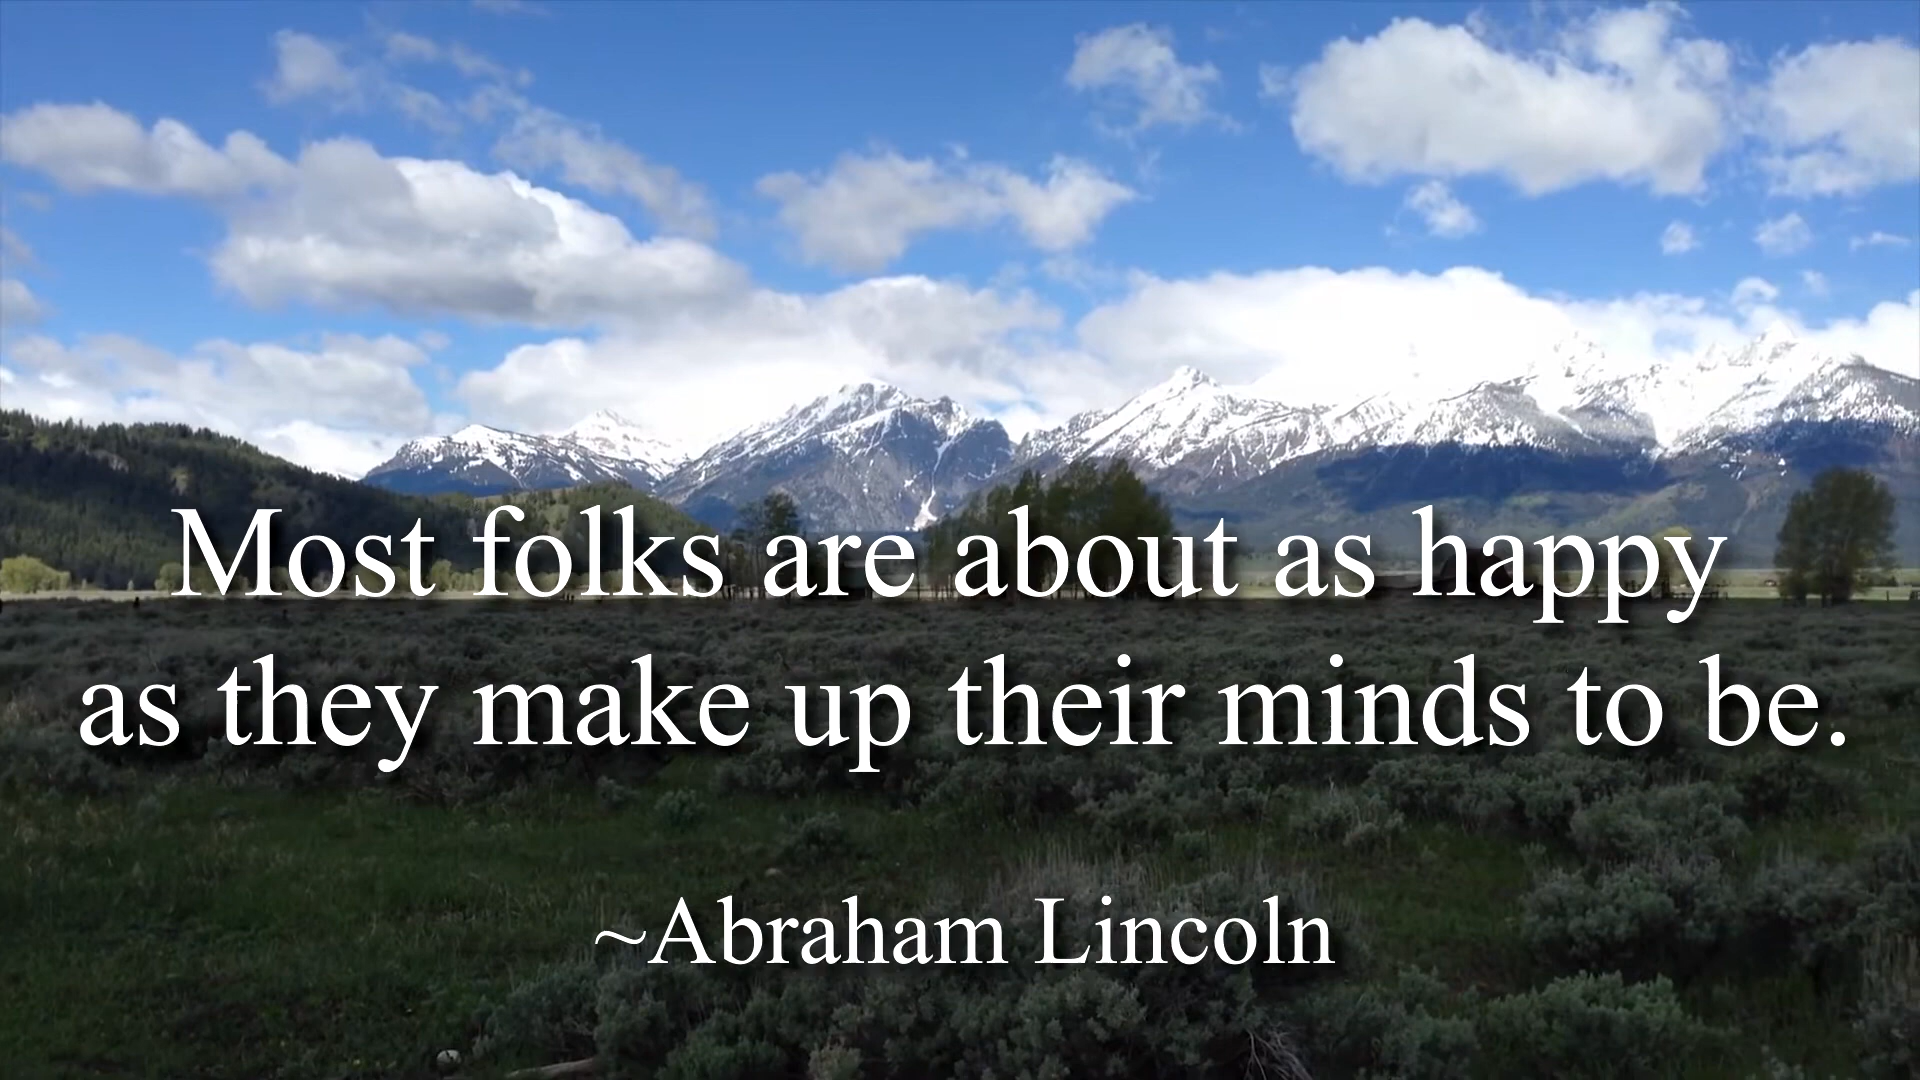 Most folks are about as happy
as they make up their minds to be.
~Abraham Lincoln